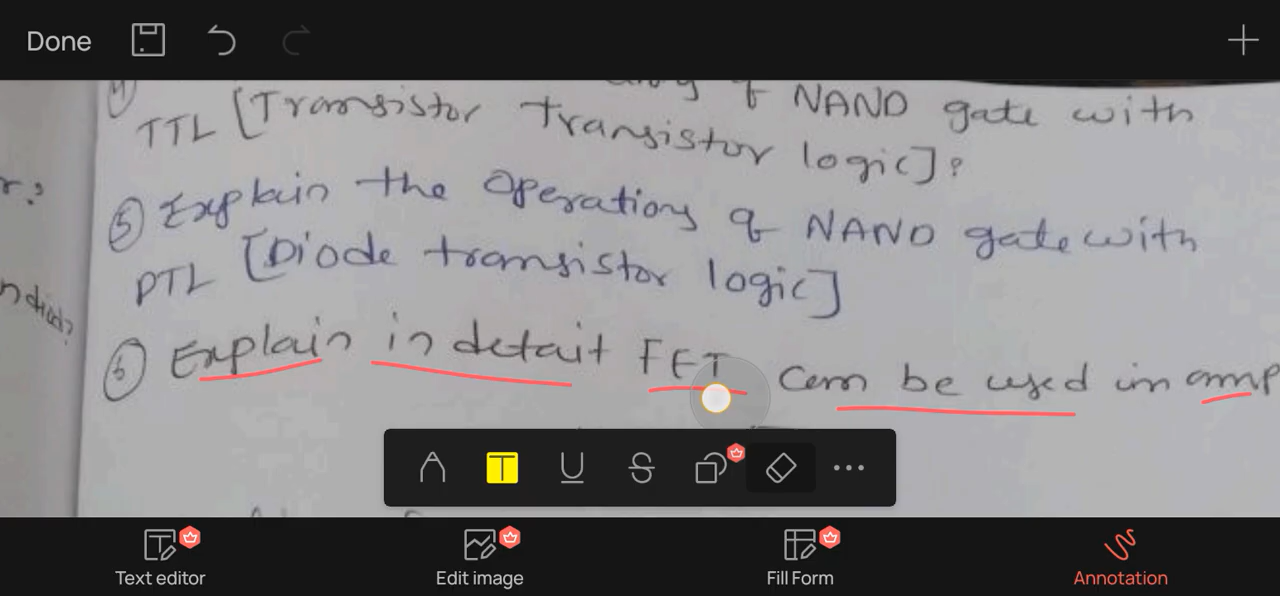 Done
of NAND gate with
TTL [Transistor Transistor logic]?
⑤ Explain the Operations of NAND gate with
DTL [Diode transistor logic]
⑥ Explain in detait FET Can be used in amp
Text editor
Edit image
Fill Form
Annotation